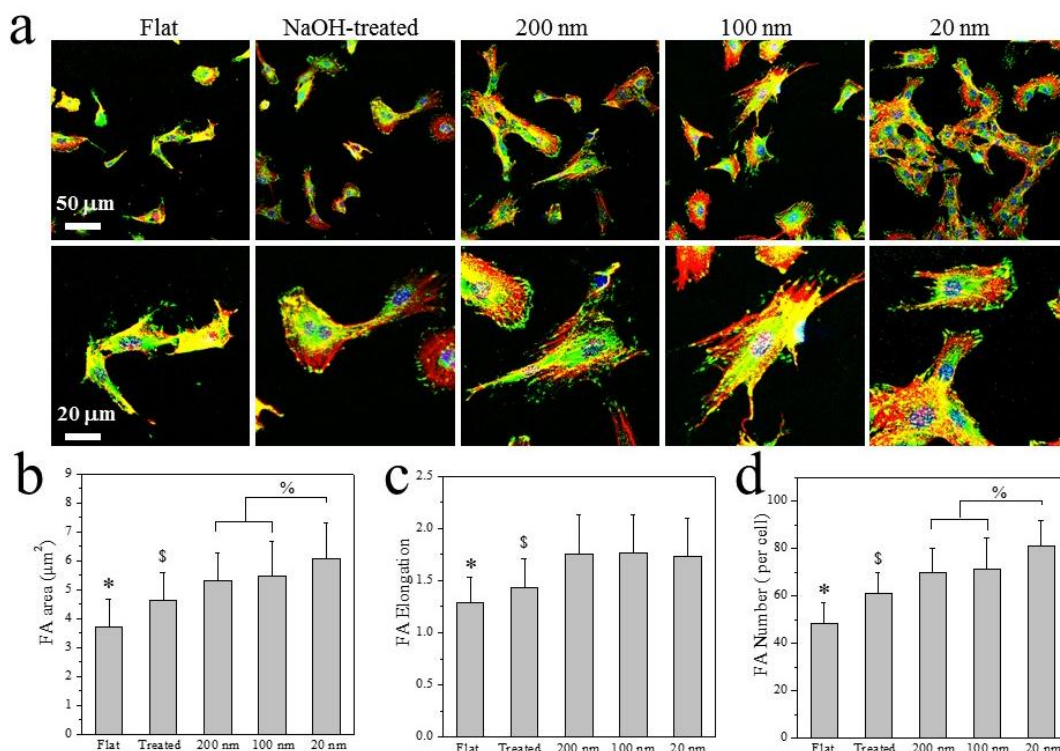 a
Flat NaOH-treated 200 nm 100 nm 20 nm
50 μm
20 μm
b
FA area (μm²)
9
8
7
6
5
4
3
2
1
0
* $ %
Flat Treated 200 nm 100 nm 20 nm
c
FA Elongation
2.5
2.0
1.5
1.0
0.5
0.0
* $
Flat Treated 200 nm 100 nm 20 nm
d
FA Number ( per cell)
100
80
60
40
20
0
* $ %
Flat Treated 200 nm 100 nm 20 nm